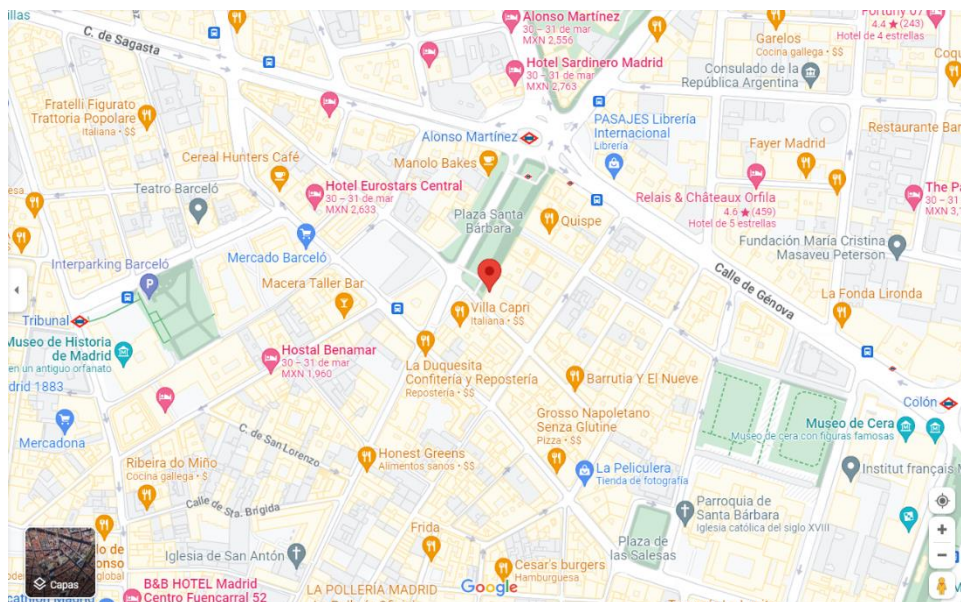 illas
C. de Sagasta
Alonso Martínez
30 – 31 de mar
MXN 2,556
Hotel Sardinero Madrid
30 – 31 de mar
MXN 2,763
Garelos
Cocina gallega • $$
4.4 ★ (243)
Hotel de 4 estrellas
Coqu
Consulado de la
República Argentina
Fratelli Figurato
Trattoria Popolare
Italiana • $$
Alonso Martínez
PASAJES Librería
Internacional
Librería
Restaurante Bar
Fayer Madrid
Cereal Hunters Café
Manolo Bakes
Teatro Barceló
Hotel Eurostars Central
30 – 31 de mar
MXN 2,633
Plaza Santa
Bárbara
Quispe
Relais & Châteaux Orfila
4.6 ★ (459)
Hotel de 5 estrellas
The Pa
30 – 31
Mercado Barceló
Fundación María Cristina
Masaveu Peterson
Interparking Barceló
P
Macera Taller Bar
Calle de Génova
Villa Capri
Italiana • $$
La Fonda Lironda
Tribunal
Museo de Historia
de Madrid
en un antiguo orfanato
Hostal Benamar
30 – 31 de mar
MXN 1,960
La Duquesita
Confitería y Repostería
Repostería • $$
Barrutia Y El Nueve
drid 1883
Colón
Grosso Napoletano
Senza Glutine
Pizza • $$
Museo de Cera
Museo de cera con figuras famosas
Mercadona
C. de San Lorenzo
Honest Greens
Alimentos sanos • $$
Ribeira do Miño
Cocina gallega • $
La Peliculera
Tienda de fotografía
Institut français
Calle de Sta. Brígida
Parroquia de
Santa Bárbara
Iglesia católica del siglo XVIII
Frida
Plaza de
las Salesas
Iglesia de San Antón
Capas
Cesar's burgers
Hamburguesa
B&B HOTEL Madrid
Centro Fuencarral 52
LA POLLERÍA MADRID
Google